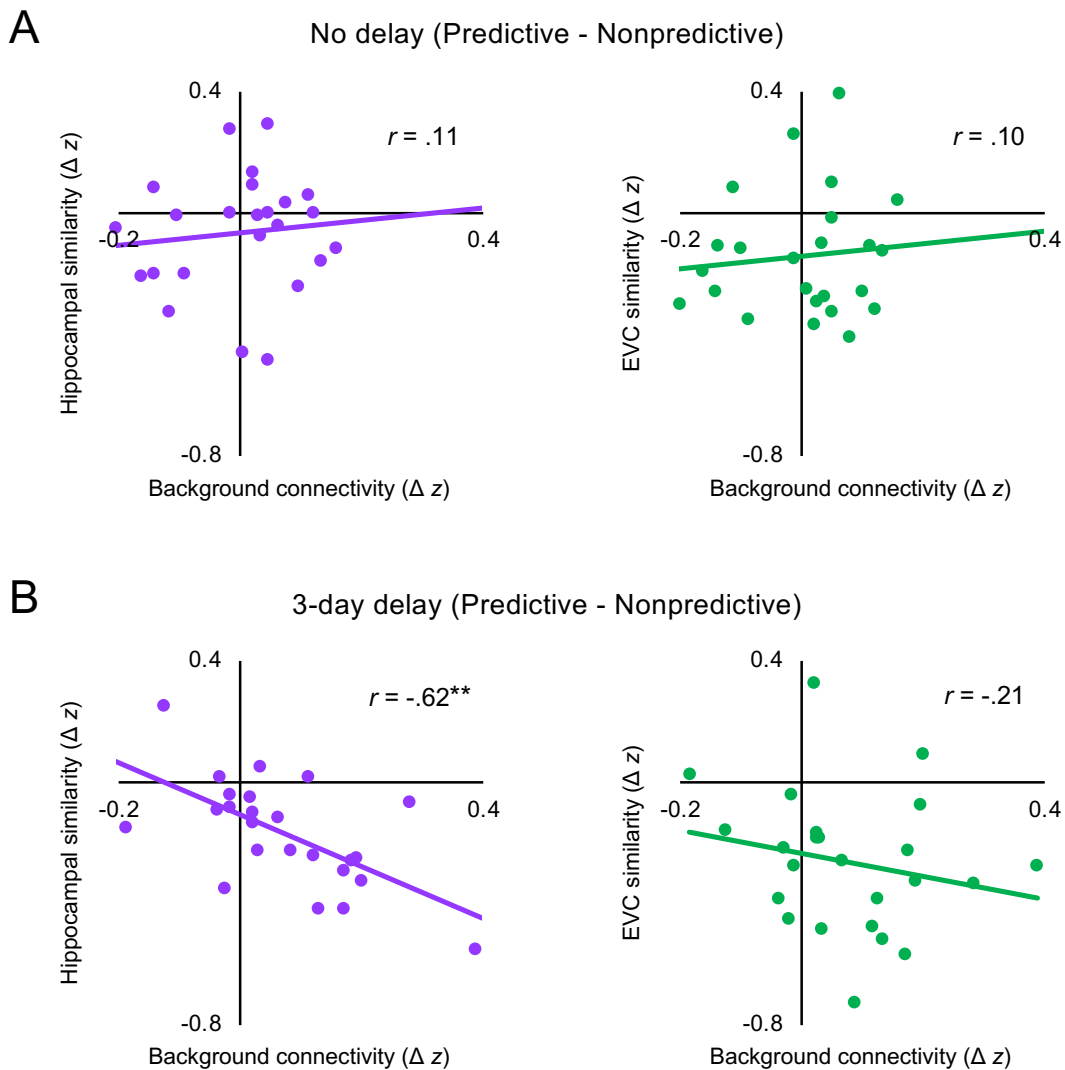 A
No delay (Predictive - Nonpredictive)
0.4
r = .11
Hippocampal similarity (Δ z)
-0.2
0.4
-0.8
Background connectivity (Δ z)
0.4
r = .10
EVC similarity (Δ z)
-0.2
0.4
-0.8
Background connectivity (Δ z)
B
3-day delay (Predictive - Nonpredictive)
0.4
r = -.62**
Hippocampal similarity (Δ z)
-0.2
0.4
-0.8
Background connectivity (Δ z)
0.4
r = -.21
EVC similarity (Δ z)
-0.2
0.4
-0.8
Background connectivity (Δ z)